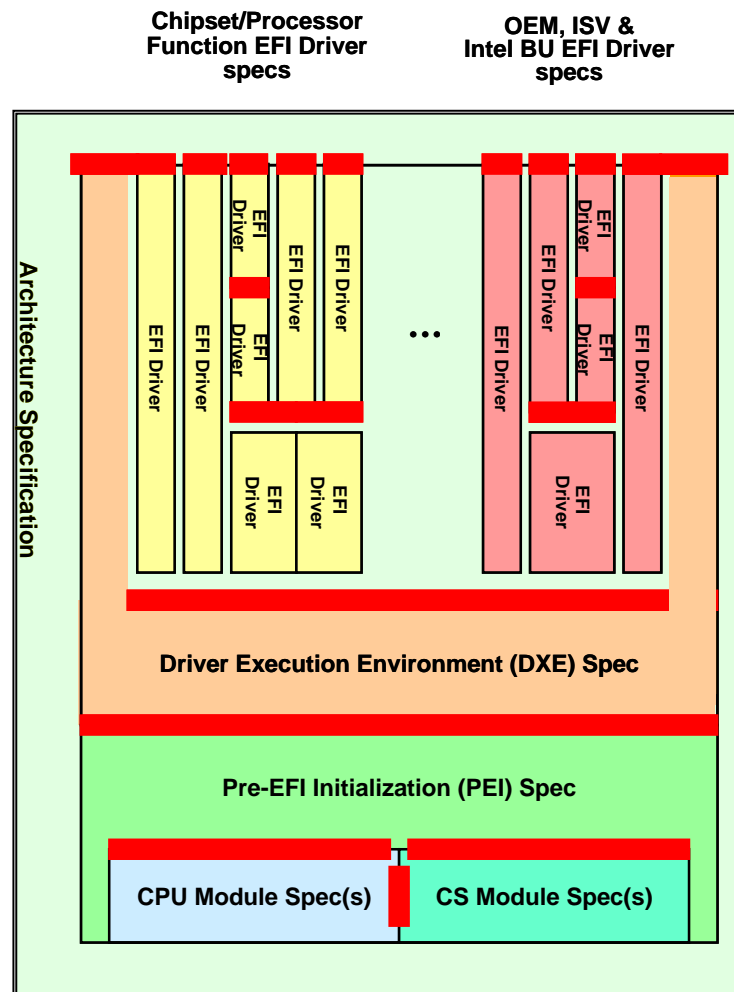 Chipset/Processor
Function EFI Driver
specs
OEM, ISV &
Intel BU EFI Driver
specs
Architecture Specification
EFI Driver
EFI Driver
EFI
Driver
EFI
Driver
EFI Driver
EFI Driver
EFI
Driver
EFI
Driver
...
EFI Driver
EFI Driver
EFI
Driver
EFI
Driver
EFI Driver
EFI
Driver
Driver Execution Environment (DXE) Spec
Pre-EFI Initialization (PEI) Spec
CPU Module Spec(s)
CS Module Spec(s)